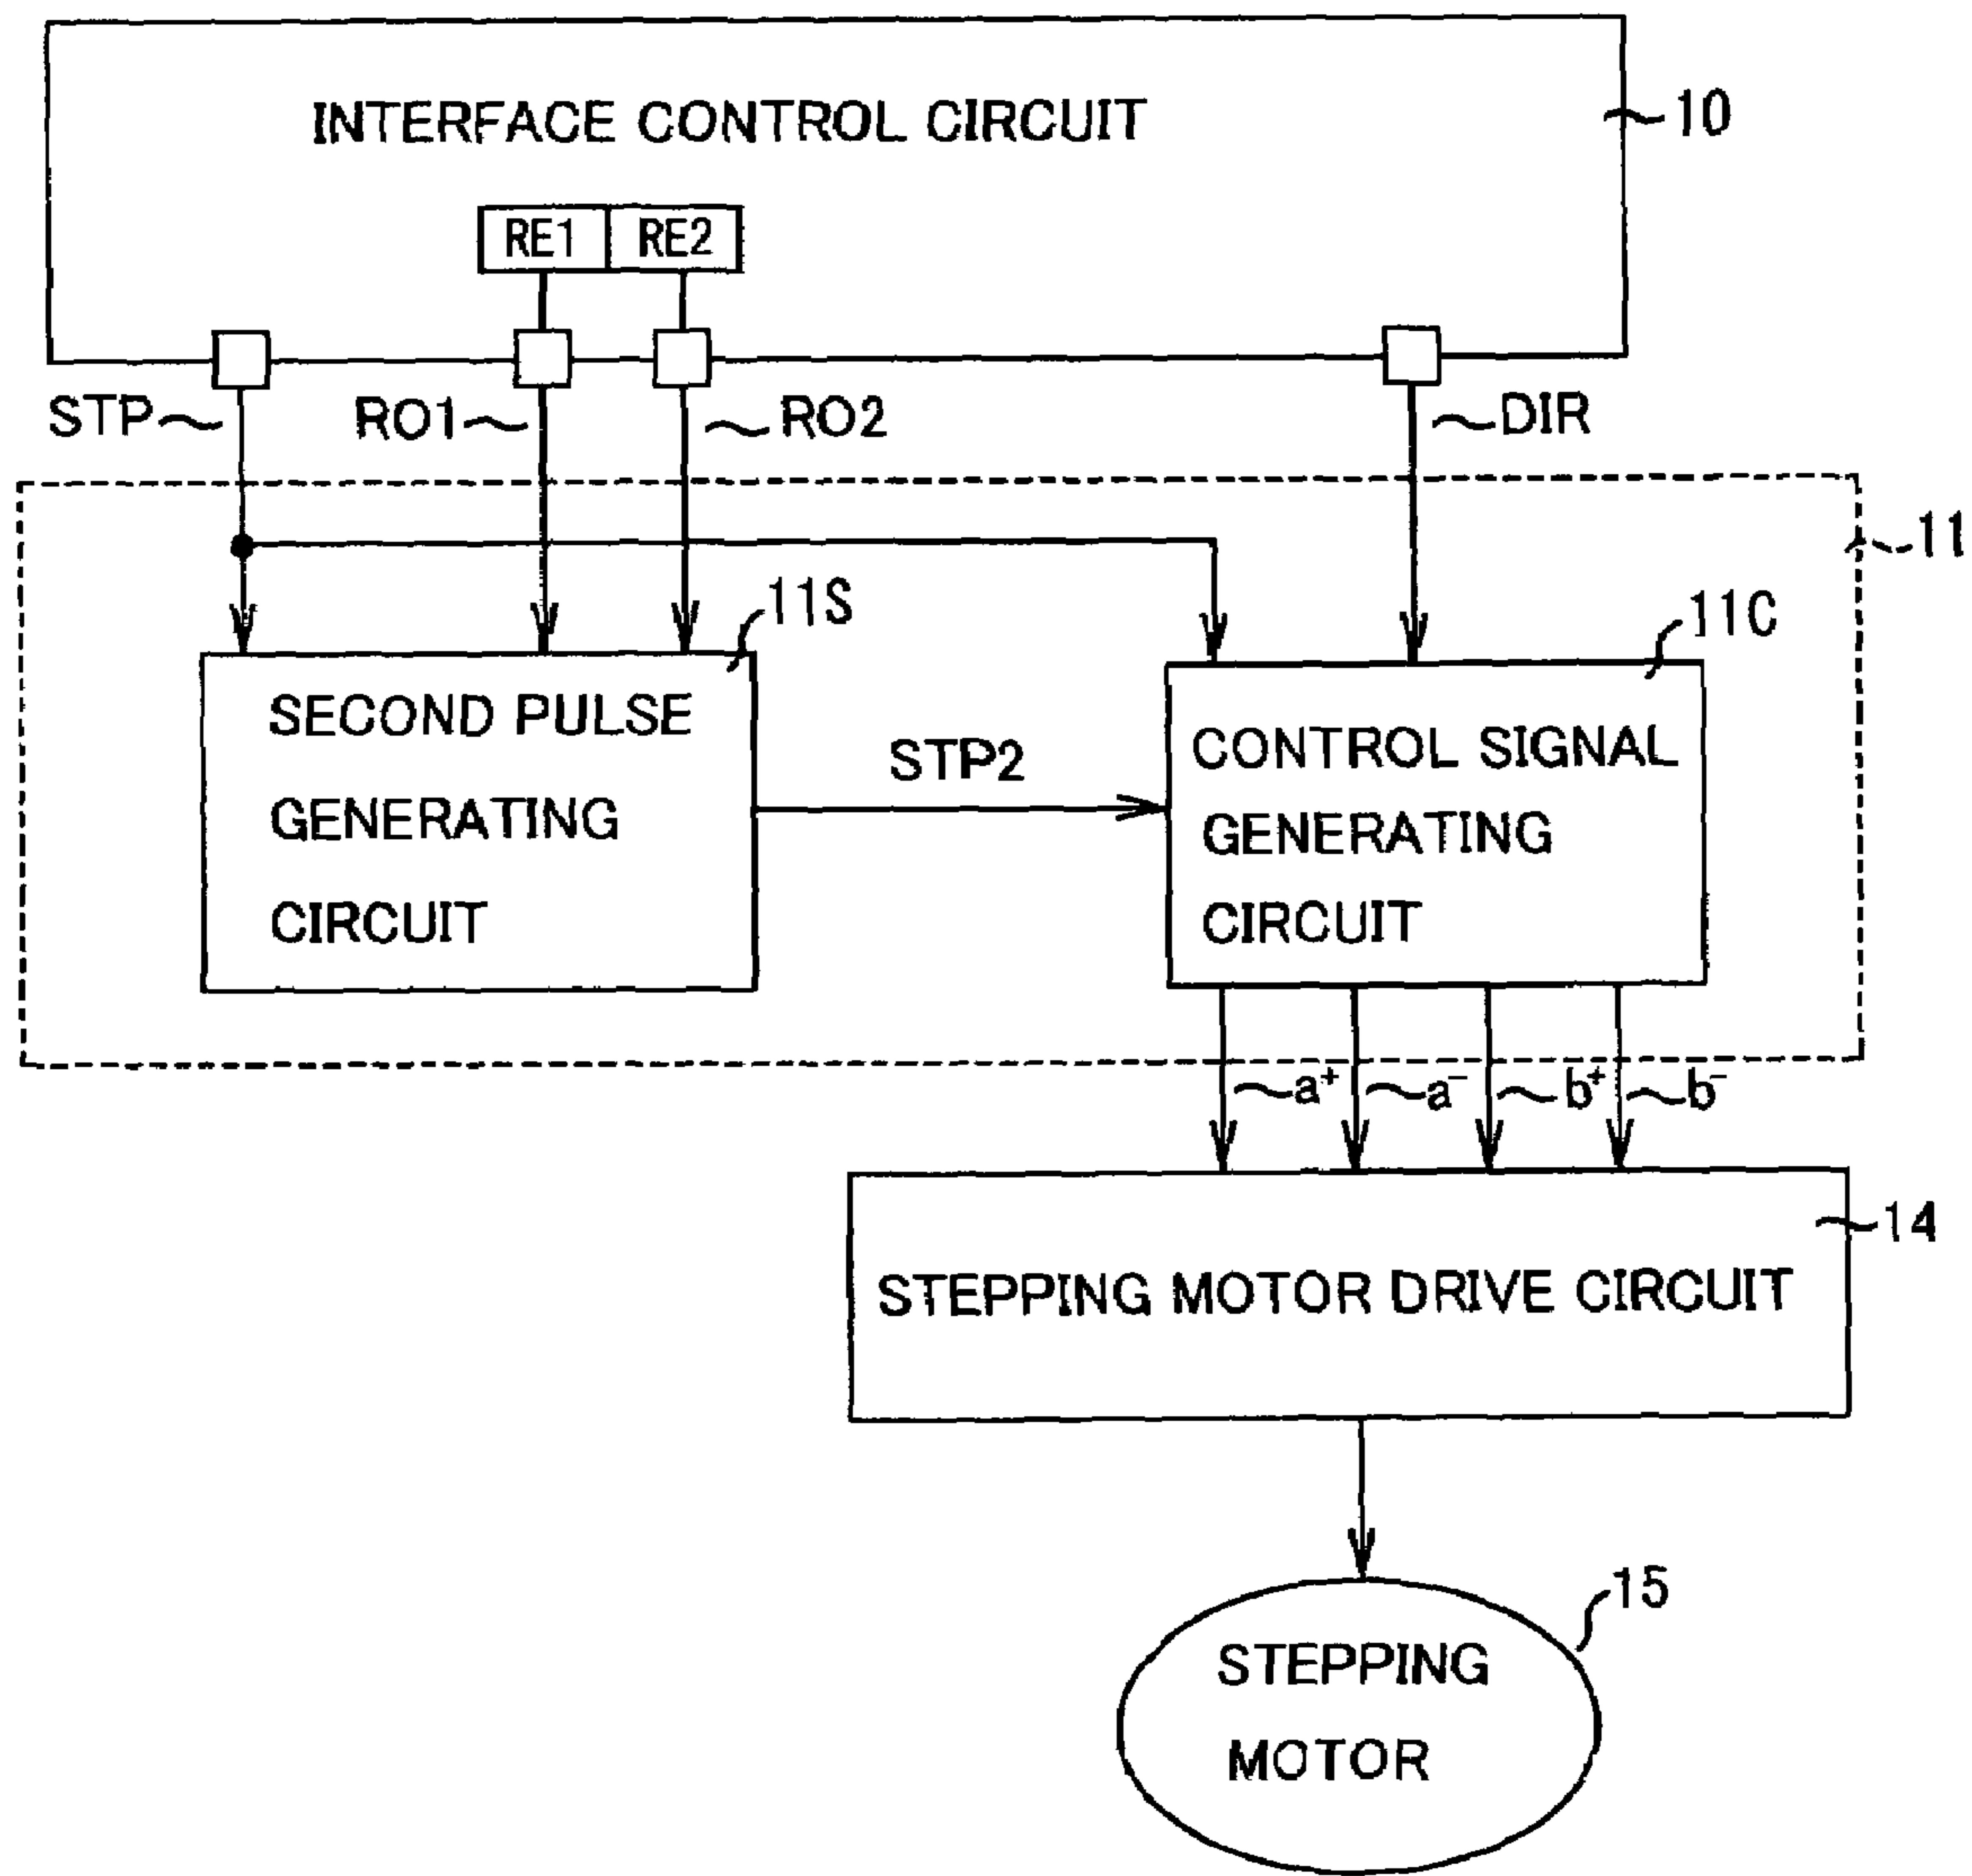 INTERFACE CONTROL CIRCUIT
10
RE1 RE2
STP RO1 RO2 DIR
11
11S
11C
SECOND PULSE
GENERATING
CIRCUIT
STP2
CONTROL SIGNAL
GENERATING
CIRCUIT
a+ a- b+ b-
14
STEPPING MOTOR DRIVE CIRCUIT
15
STEPPING
MOTOR